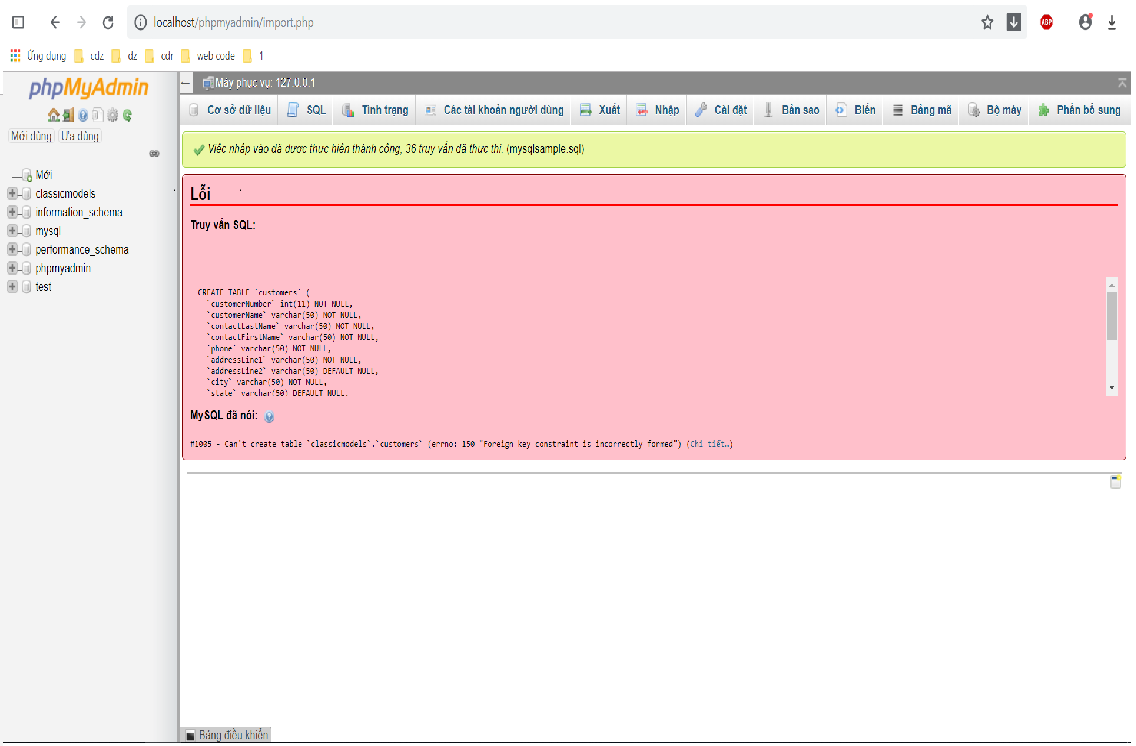 localhost/phpmyadmin/import.php
ABP
Ứng dụng cdz dz cdr web code 1
phpMyAdmin
Máy phục vụ: 127.0.0.1
Cơ sở dữ liệu SQL Tình trạng Các tài khoản người dùng Xuất Nhập Cài đặt Bản sao Biến Bảng mã Bộ máy Phần bổ sung
Mới dùng Ưa dùng
Mới
classicmodels
information_schema
mysql
performance_schema
phpmyadmin
test
Việc nhập vào đã được thực hiện thành công, 36 truy vấn đã thực thi. (mysqlsample.sql)
Lỗi
Truy vấn SQL:
CREATE TABLE `customers` (
`customerNumber` int(11) NOT NULL,
`customerName` varchar(50) NOT NULL,
`contactLastName` varchar(50) NOT NULL,
`contactFirstName` varchar(50) NOT NULL,
`phone` varchar(50) NOT NULL,
`addressLine1` varchar(50) NOT NULL,
`addressLine2` varchar(50) DEFAULT NULL,
`city` varchar(50) NOT NULL,
`state` varchar(50) DEFAULT NULL,
MySQL đã nói:
#1005 - Can't create table `classicmodels`.`customers` (errno: 150 "Foreign key constraint is incorrectly formed") (Chi tiết…)
Bảng điều khiển